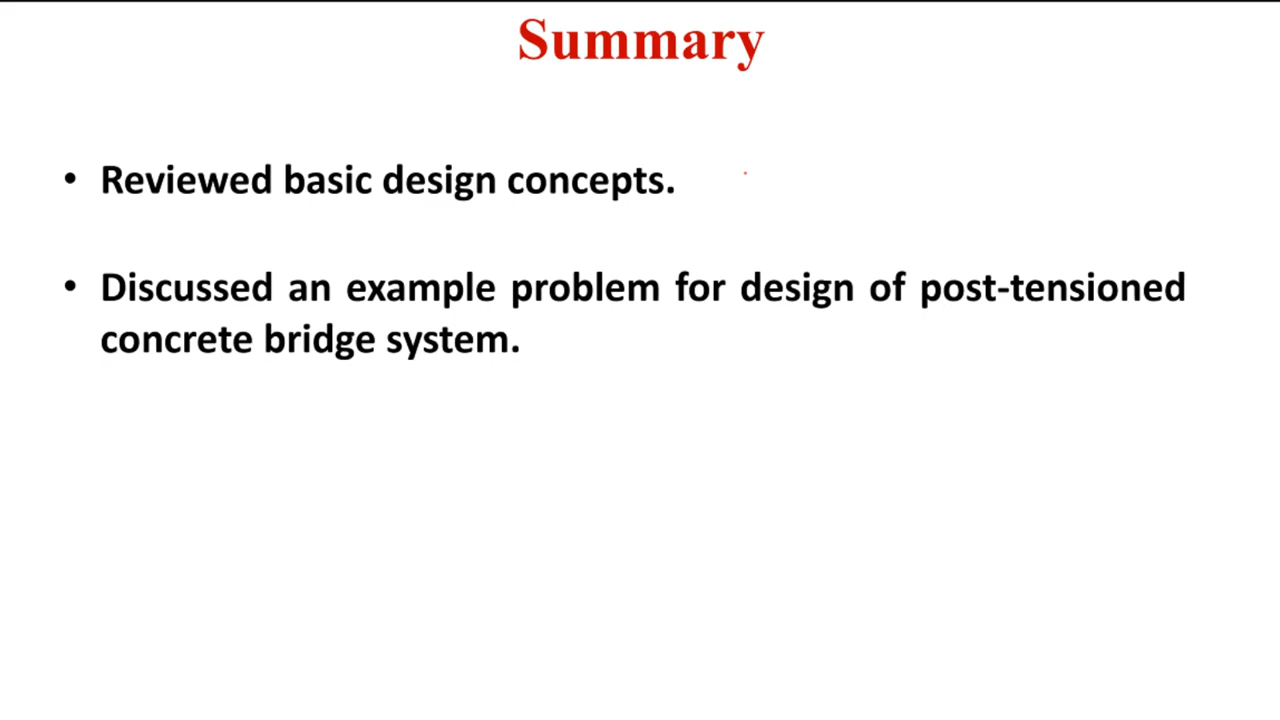 Summary
• Reviewed basic design concepts.
• Discussed an example problem for design of post-tensioned
concrete bridge system.